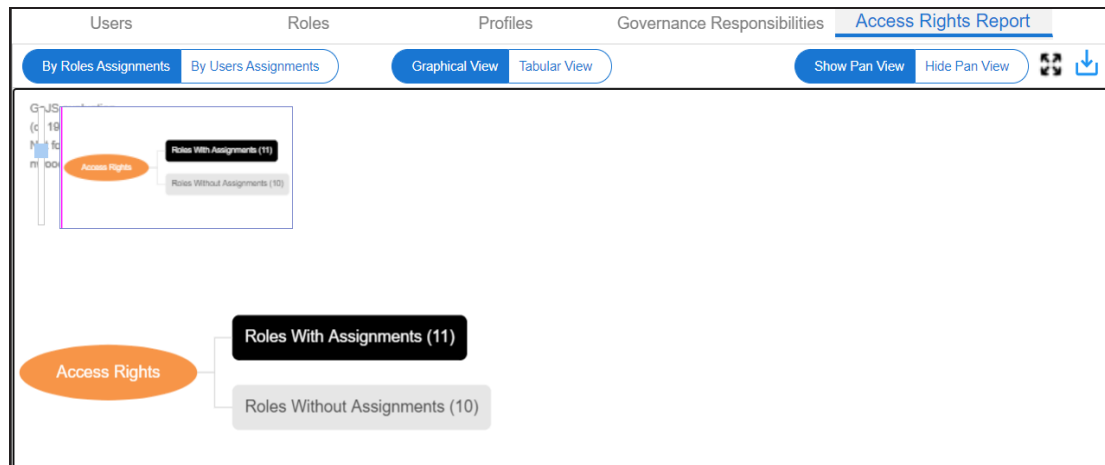 Users Roles Profiles Governance Responsibilities Access Rights Report
By Roles Assignments By Users Assignments Graphical View Tabular View Show Pan View Hide Pan View
Roles With Assignments (11)
Access Rights
Roles Without Assignments (10)
Roles With Assignments (11)
Access Rights
Roles Without Assignments (10)